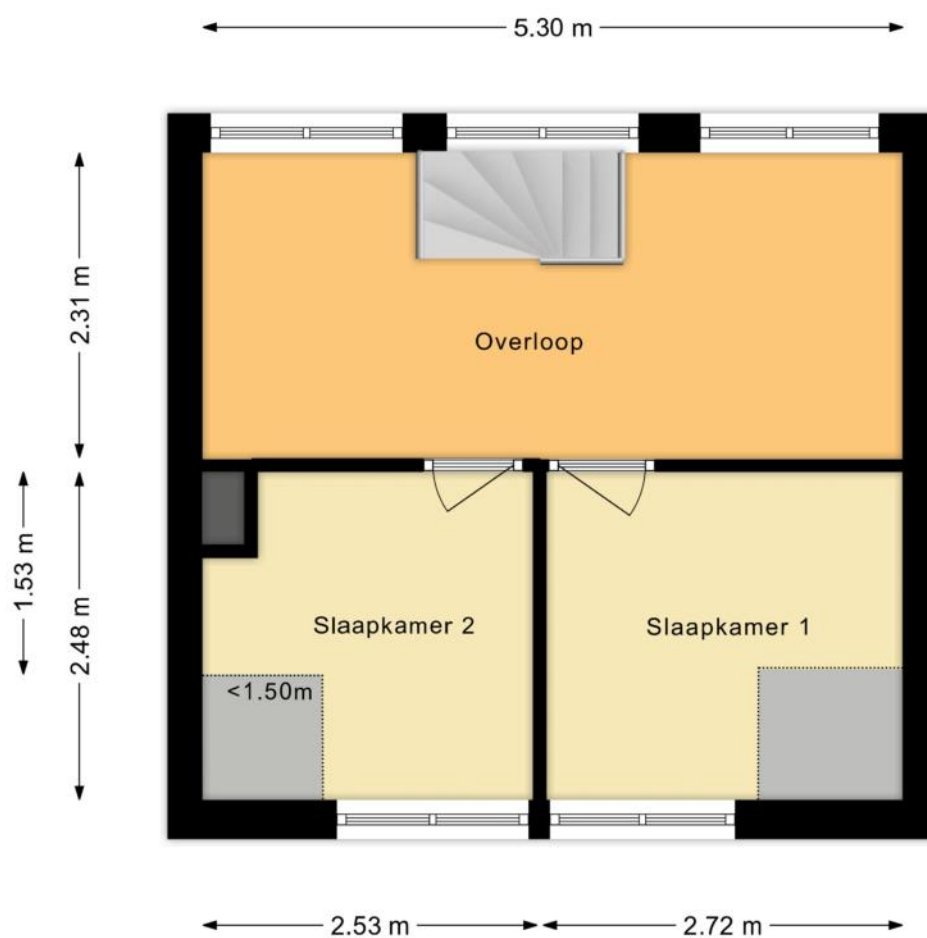 5.30 m
2.31 m
Overloop
1.53 m
2.48 m
Slaapkamer 2
Slaapkamer 1
<1.50m
2.53 m
2.72 m